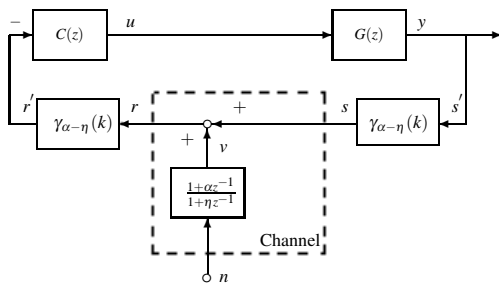 −
C(z)
u
G(z)
y
r′
γα−η(k)
r
+
s
γα−η(k)
s′
+
v
1+αz⁻¹
1+ηz⁻¹
Channel
n